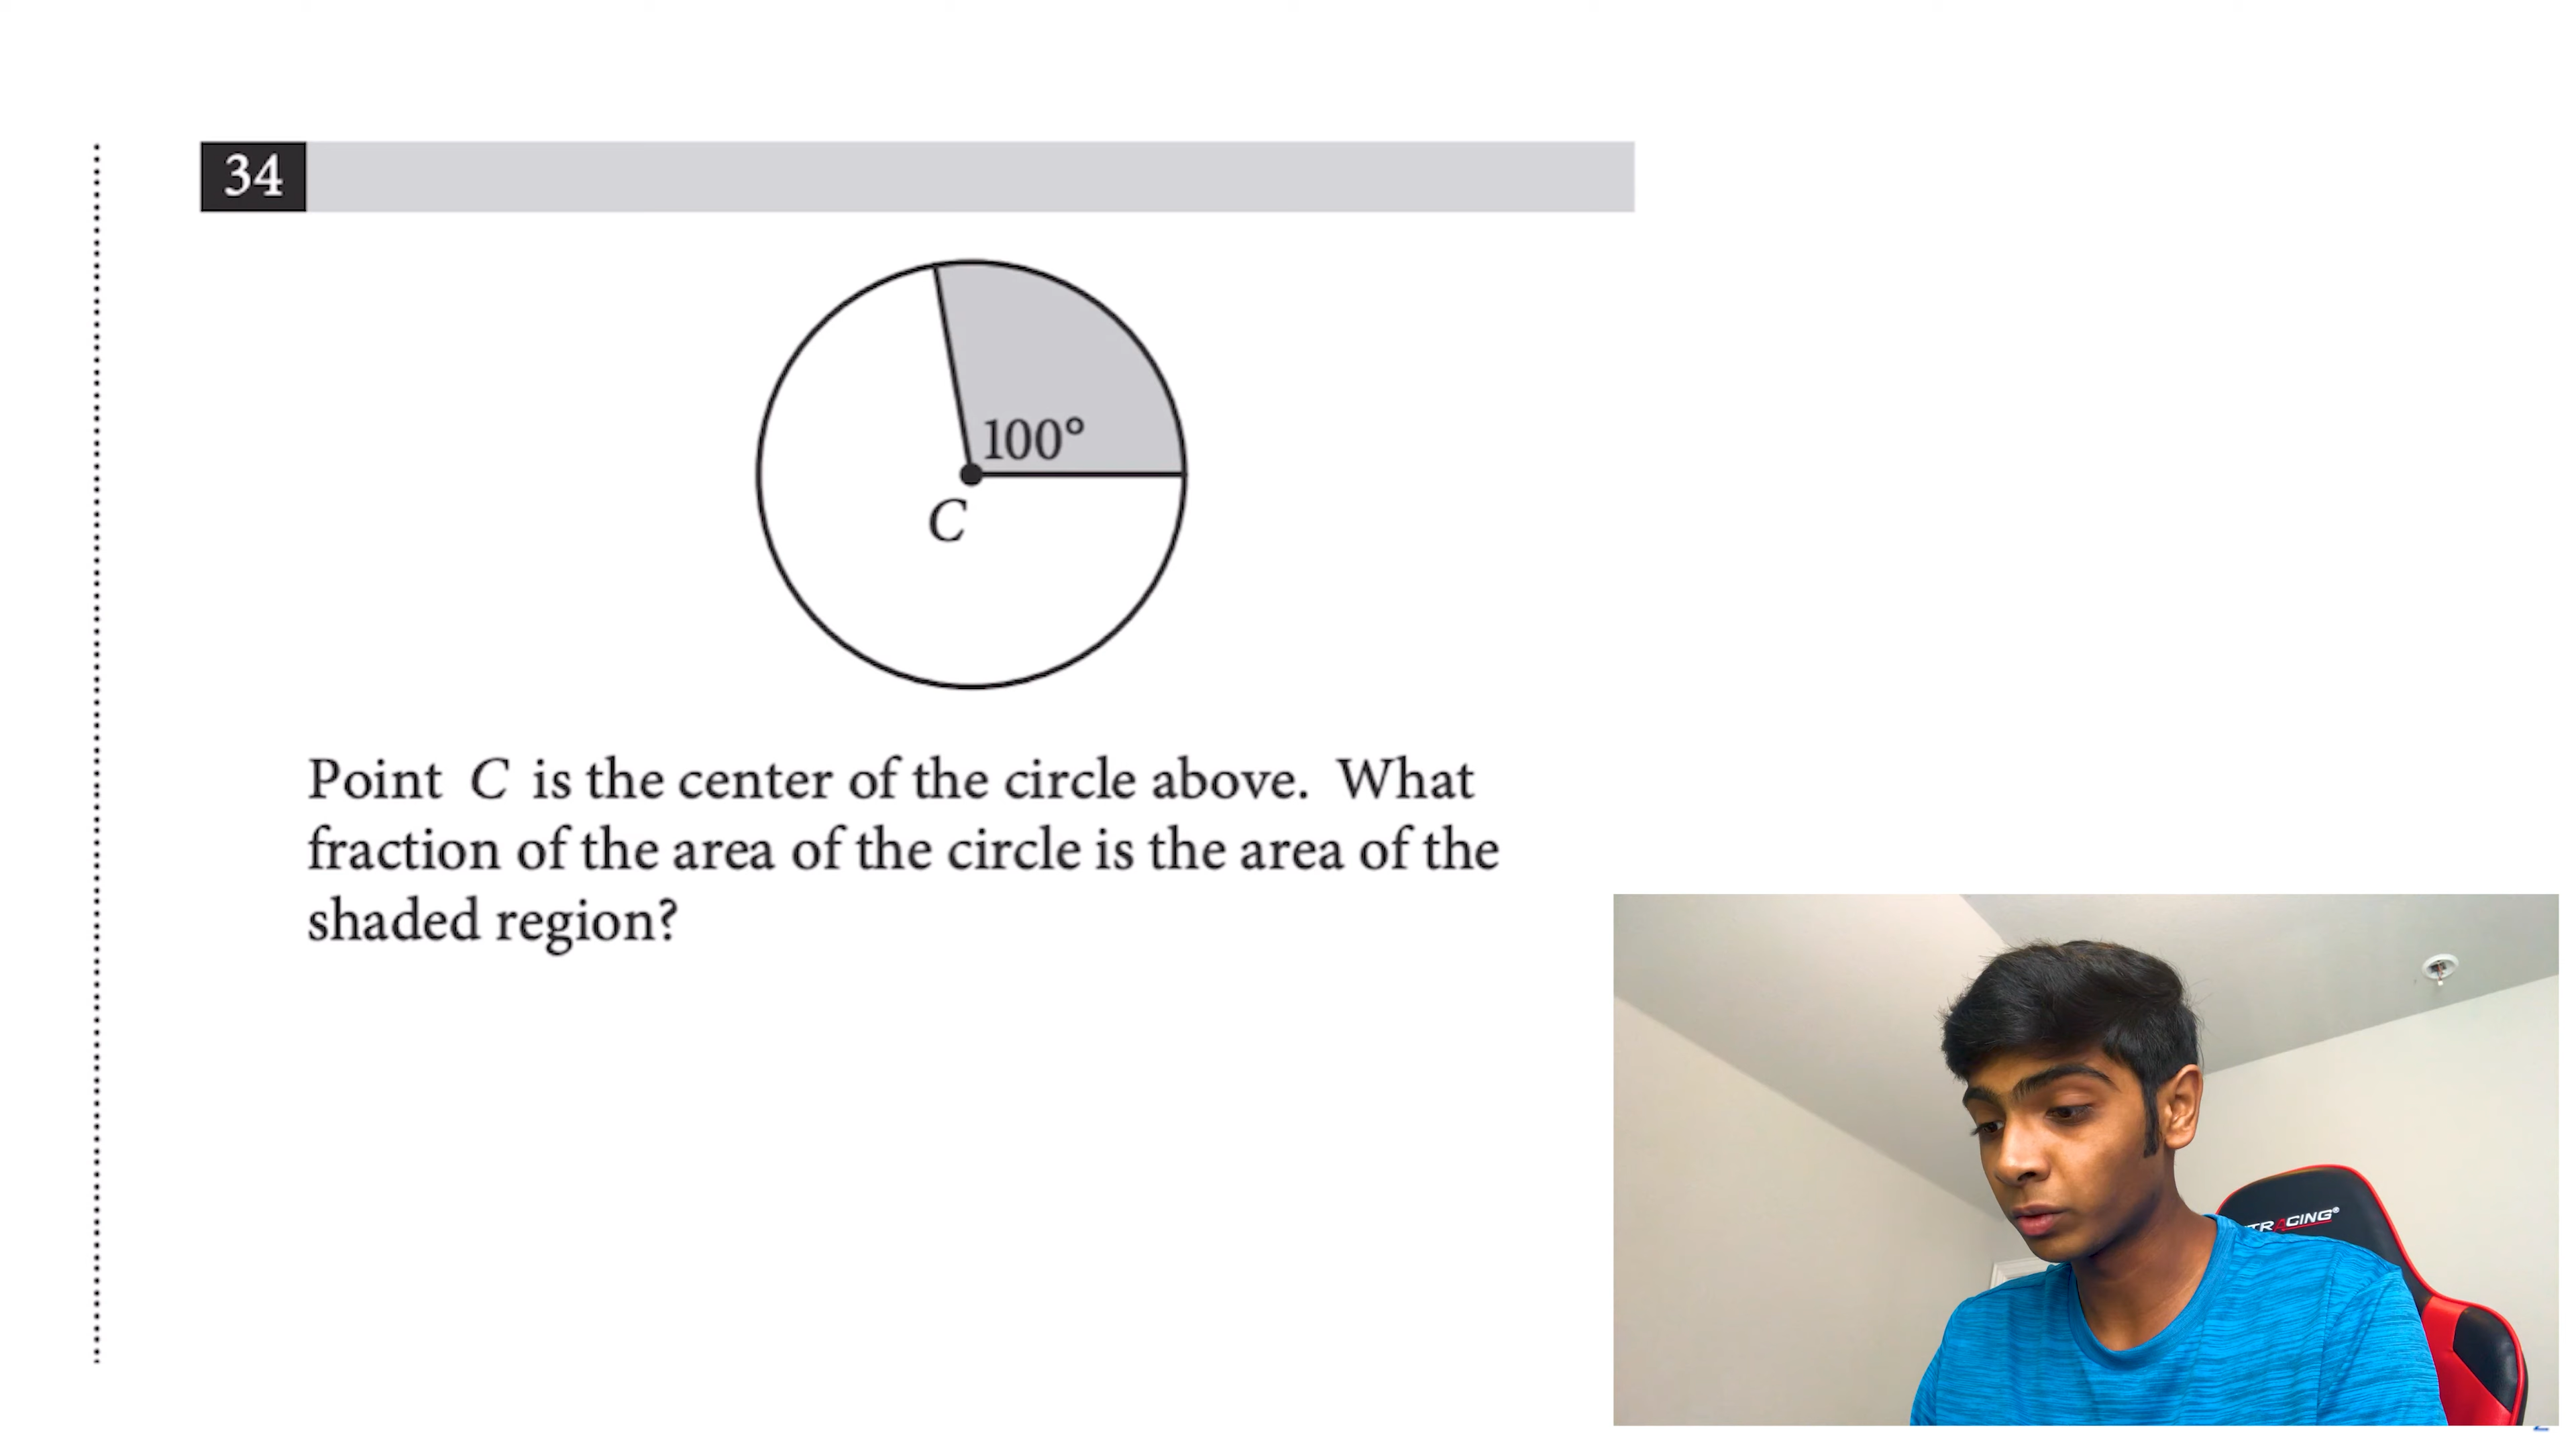 34
100°
C
Point C is the center of the circle above. What
fraction of the area of the circle is the area of the
shaded region?
TRACING®